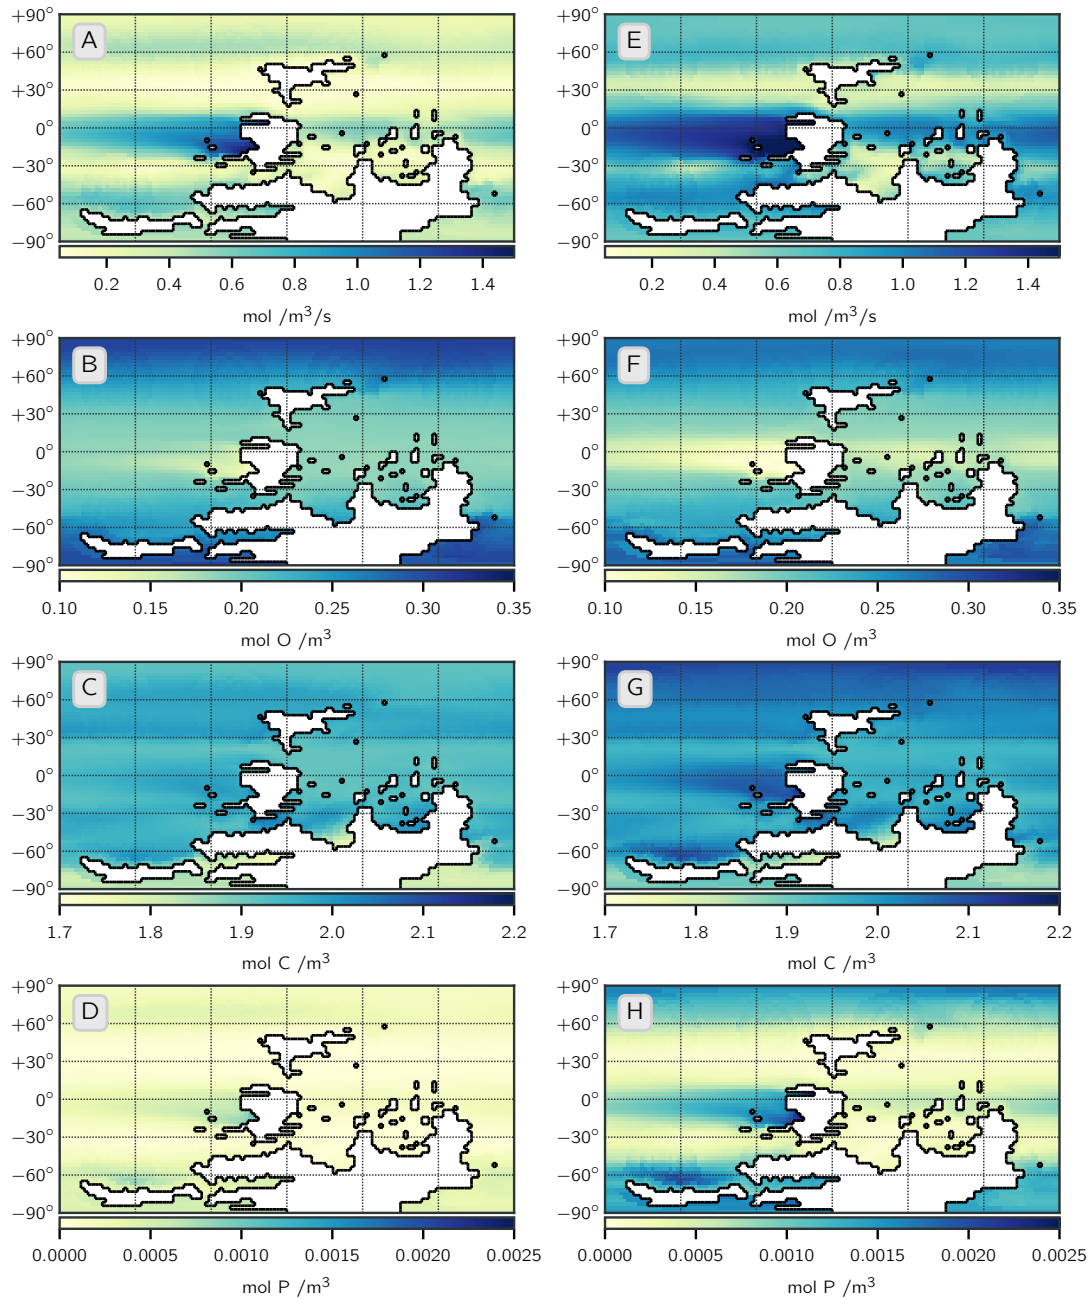 A
E
+90° +90°
+60° +60°
+30° +30°
0° 0°
−30° −30°
−60° −60°
−90° −90°
0.2 0.4 0.6 0.8 1.0 1.2 1.4 0.2 0.4 0.6 0.8 1.0 1.2 1.4
mol /m³/s mol /m³/s
B
F
+90° +90°
+60° +60°
+30° +30°
0° 0°
−30° −30°
−60° −60°
−90° −90°
0.10 0.15 0.20 0.25 0.30 0.35 0.10 0.15 0.20 0.25 0.30 0.35
mol O /m³ mol O /m³
C
G
+90° +90°
+60° +60°
+30° +30°
0° 0°
−30° −30°
−60° −60°
−90° −90°
1.7 1.8 1.9 2.0 2.1 2.2 1.7 1.8 1.9 2.0 2.1 2.2
mol C /m³ mol C /m³
D
H
+90° +90°
+60° +60°
+30° +30°
0° 0°
−30° −30°
−60° −60°
−90° −90°
0.0000 0.0005 0.0010 0.0015 0.0020 0.0025 0.0000 0.0005 0.0010 0.0015 0.0020 0.0025
mol P /m³ mol P /m³